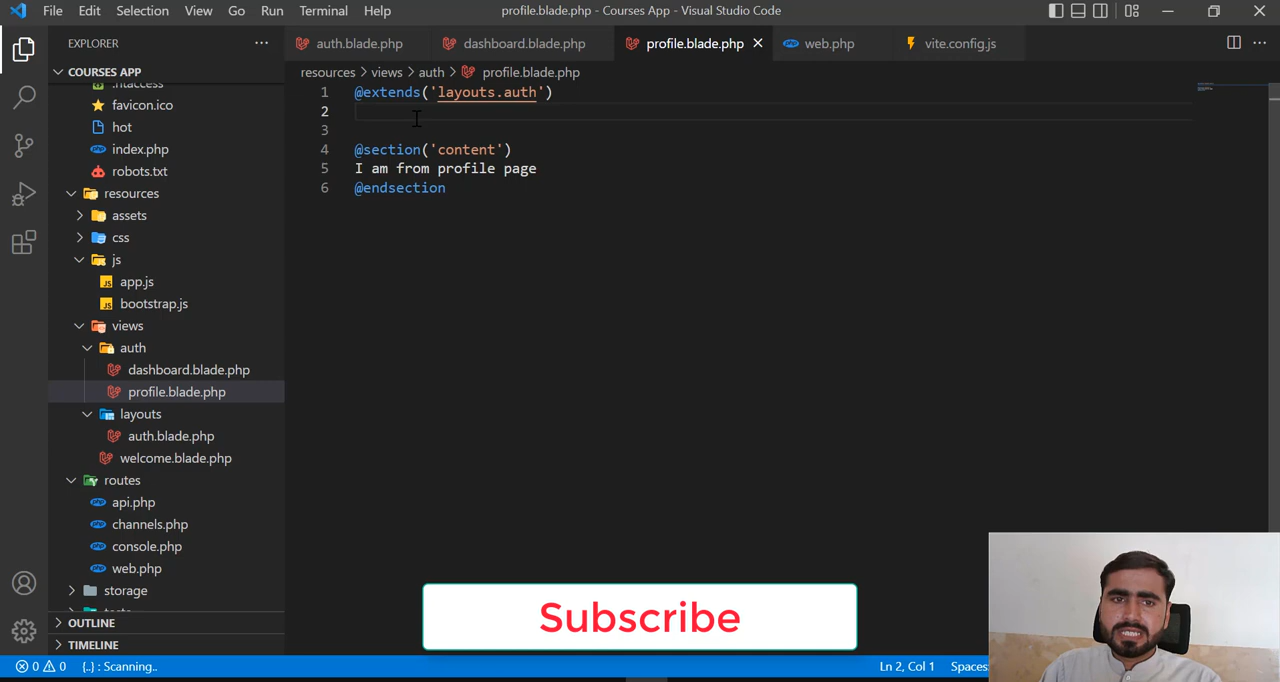 File Edit Selection View Go Run Terminal Help
profile.blade.php - Courses App - Visual Studio Code
EXPLORER
auth.blade.php
dashboard.blade.php
profile.blade.php
web.php
vite.config.js
COURSES APP
resources > views > auth > profile.blade.php
.htaccess
favicon.ico
hot
index.php
robots.txt
resources
assets
css
js
app.js
bootstrap.js
views
auth
dashboard.blade.php
profile.blade.php
layouts
auth.blade.php
welcome.blade.php
routes
api.php
channels.php
console.php
web.php
storage
OUTLINE
TIMELINE
1 @extends('layouts.auth')
2
3
4 @section('content')
5 I am from profile page
6 @endsection
Subscribe
0 0 {..} : Scanning..
Ln 2, Col 1 Spaces: